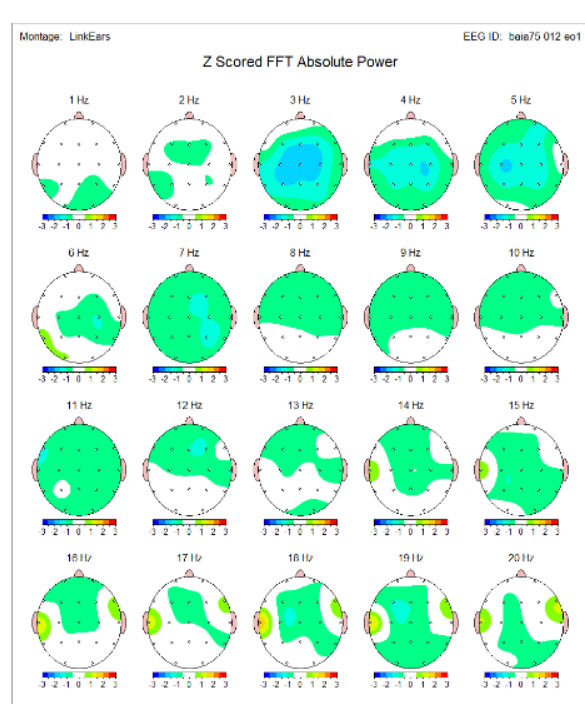 Montage: LinkEars EEG ID: baia75 012 eo1
Z Scored FFT Absolute Power
1 Hz 2 Hz 3 Hz 4 Hz 5 Hz
-3 -2 -1 0 1 2 3 -3 -2 -1 0 1 2 3 -3 -2 -1 0 1 2 3 -3 -2 -1 0 1 2 3 -3 -2 -1 0 1 2 3
6 Hz 7 Hz 8 Hz 9 Hz 10 Hz
-3 -2 -1 0 1 2 3 -3 -2 -1 0 1 2 3 -3 -2 -1 0 1 2 3 -3 -2 -1 0 1 2 3 -3 -2 -1 0 1 2 3
11 Hz 12 Hz 13 Hz 14 Hz 15 Hz
-3 -2 -1 0 1 2 3 -3 -2 -1 0 1 2 3 -3 -2 -1 0 1 2 3 -3 -2 -1 0 1 2 3 -3 -2 -1 0 1 2 3
16 Hz 17 Hz 18 Hz 19 Hz 20 Hz
-3 -2 -1 0 1 2 3 -3 -2 -1 0 1 2 3 -3 -2 -1 0 1 2 3 -3 -2 -1 0 1 2 3 -3 -2 -1 0 1 2 3